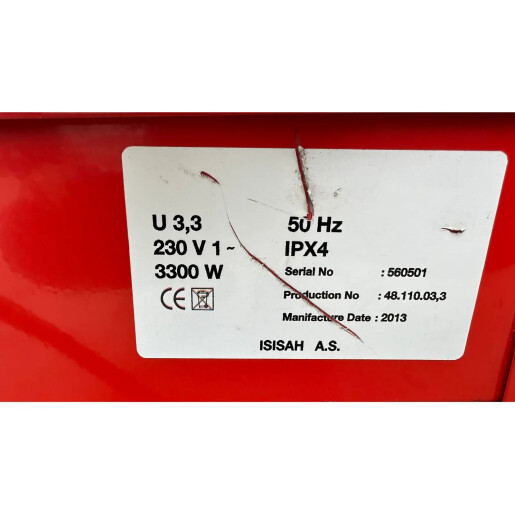 U 3,3 50 Hz
230 V 1~ IPX4
3300 W Serial No : 560501
CE Production No : 48.110.03,3
Manifacture Date : 2013
ISISAH A.S.